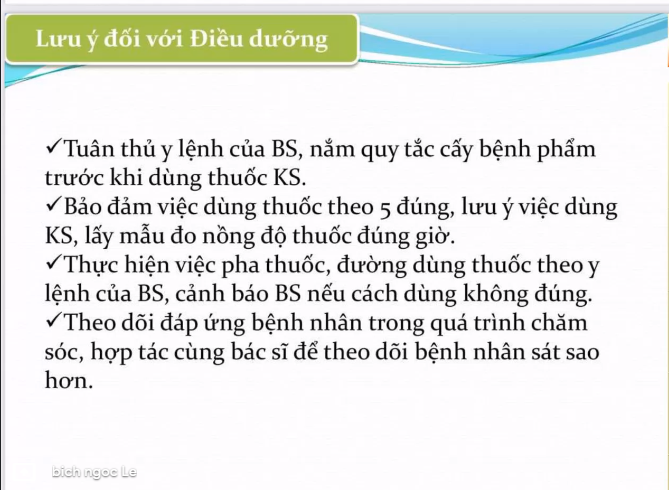 Lưu ý đối với Điều dưỡng
✓Tuân thủ y lệnh của BS, nắm quy tắc cấy bệnh phẩm
trước khi dùng thuốc KS.
✓Bảo đảm việc dùng thuốc theo 5 đúng, lưu ý việc dùng
KS, lấy mẫu đo nồng độ thuốc đúng giờ.
✓Thực hiện việc pha thuốc, đường dùng thuốc theo y
lệnh của BS, cảnh báo BS nếu cách dùng không đúng.
✓Theo dõi đáp ứng bệnh nhân trong quá trình chăm
sóc, hợp tác cùng bác sĩ để theo dõi bệnh nhân sát sao
hơn.
bích ngọc Le